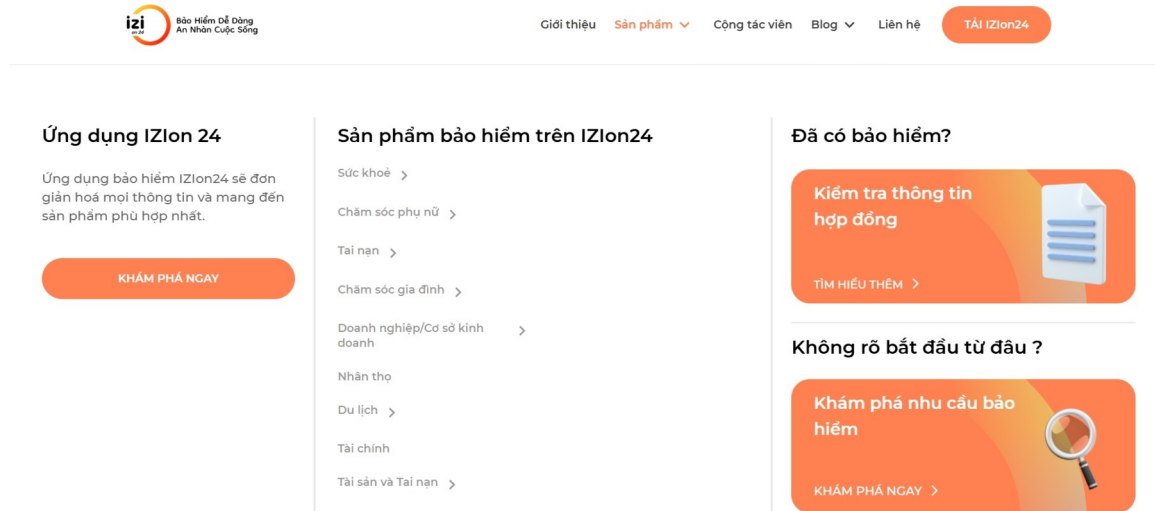 izi
on 24
Bảo Hiểm Dễ Dàng
An Nhàn Cuộc Sống
Giới thiệu
Sản phẩm
Cộng tác viên
Blog
Liên hệ
TẢI IZIon24
Ứng dụng IZIon 24
Ứng dụng bảo hiểm IZIon24 sẽ đơn
giản hoá mọi thông tin và mang đến
sản phẩm phù hợp nhất.
KHÁM PHÁ NGAY
Sản phẩm bảo hiểm trên IZIon24
Sức khoẻ
Chăm sóc phụ nữ
Tai nạn
Chăm sóc gia đình
Doanh nghiệp/Cơ sở kinh
doanh
Nhân thọ
Du lịch
Tài chính
Tài sản và Tai nạn
Đã có bảo hiểm?
Kiểm tra thông tin
hợp đồng
TÌM HIỂU THÊM
Không rõ bắt đầu từ đâu ?
Khám phá nhu cầu bảo
hiểm
KHÁM PHÁ NGAY